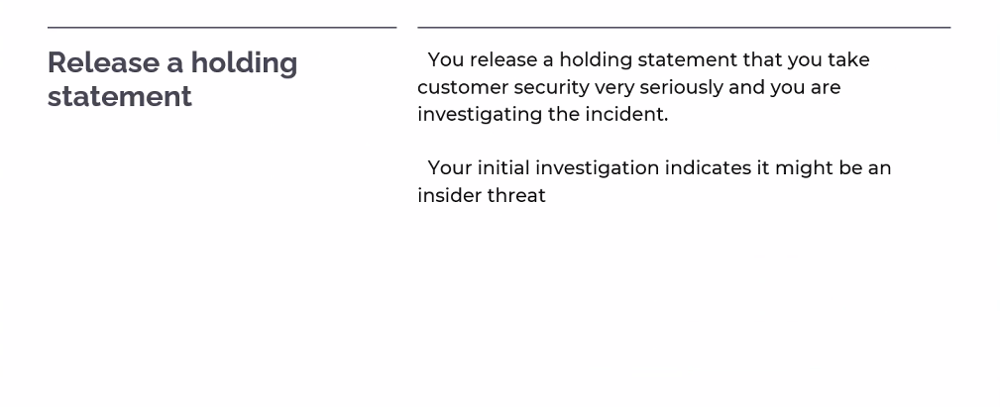 Release a holding
statement
You release a holding statement that you take
customer security very seriously and you are
investigating the incident.
Your initial investigation indicates it might be an
insider threat